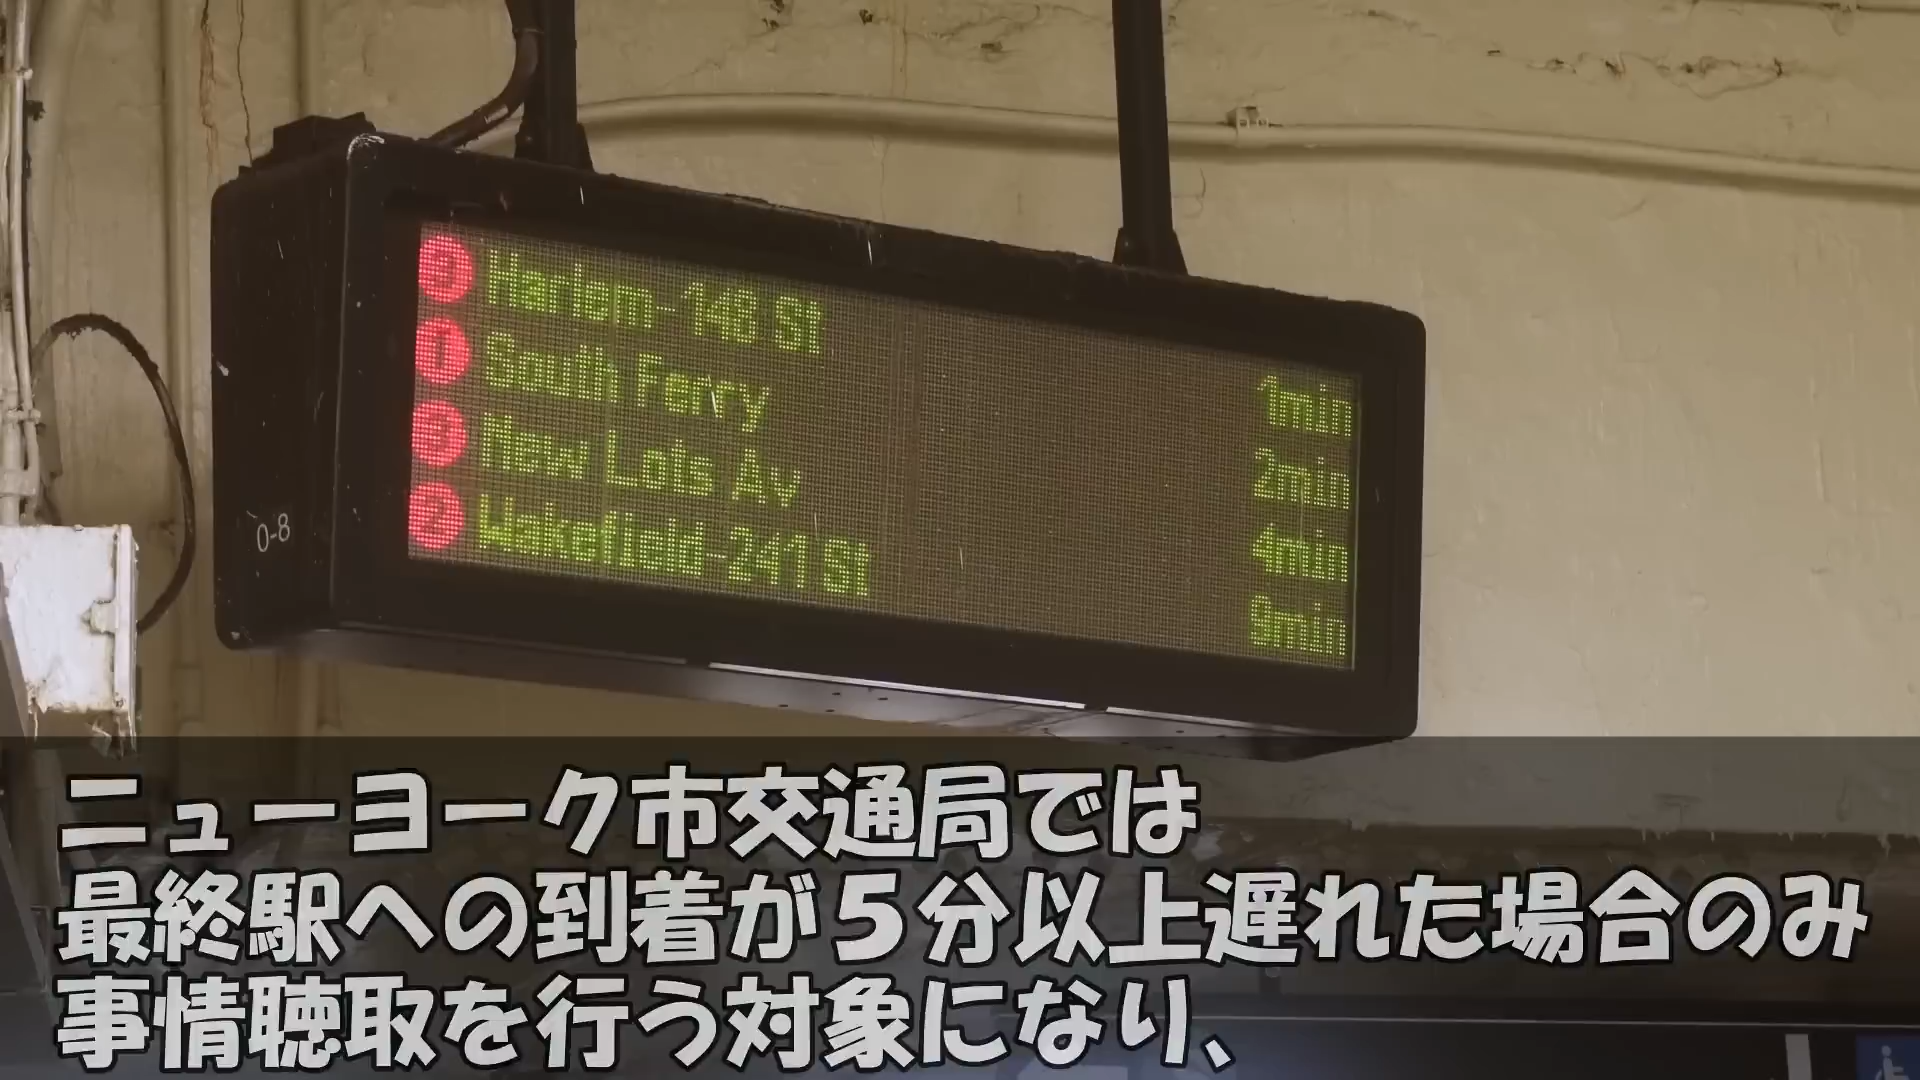 3 Harlem-148 St 1min
1 South Ferry 2min
3 New Lots Av 4min
2 Wakefield-241 St 9min
0-8
ニューヨーク市交通局では
最終駅への到着が5分以上遅れた場合のみ
事情聴取を行う対象になり、